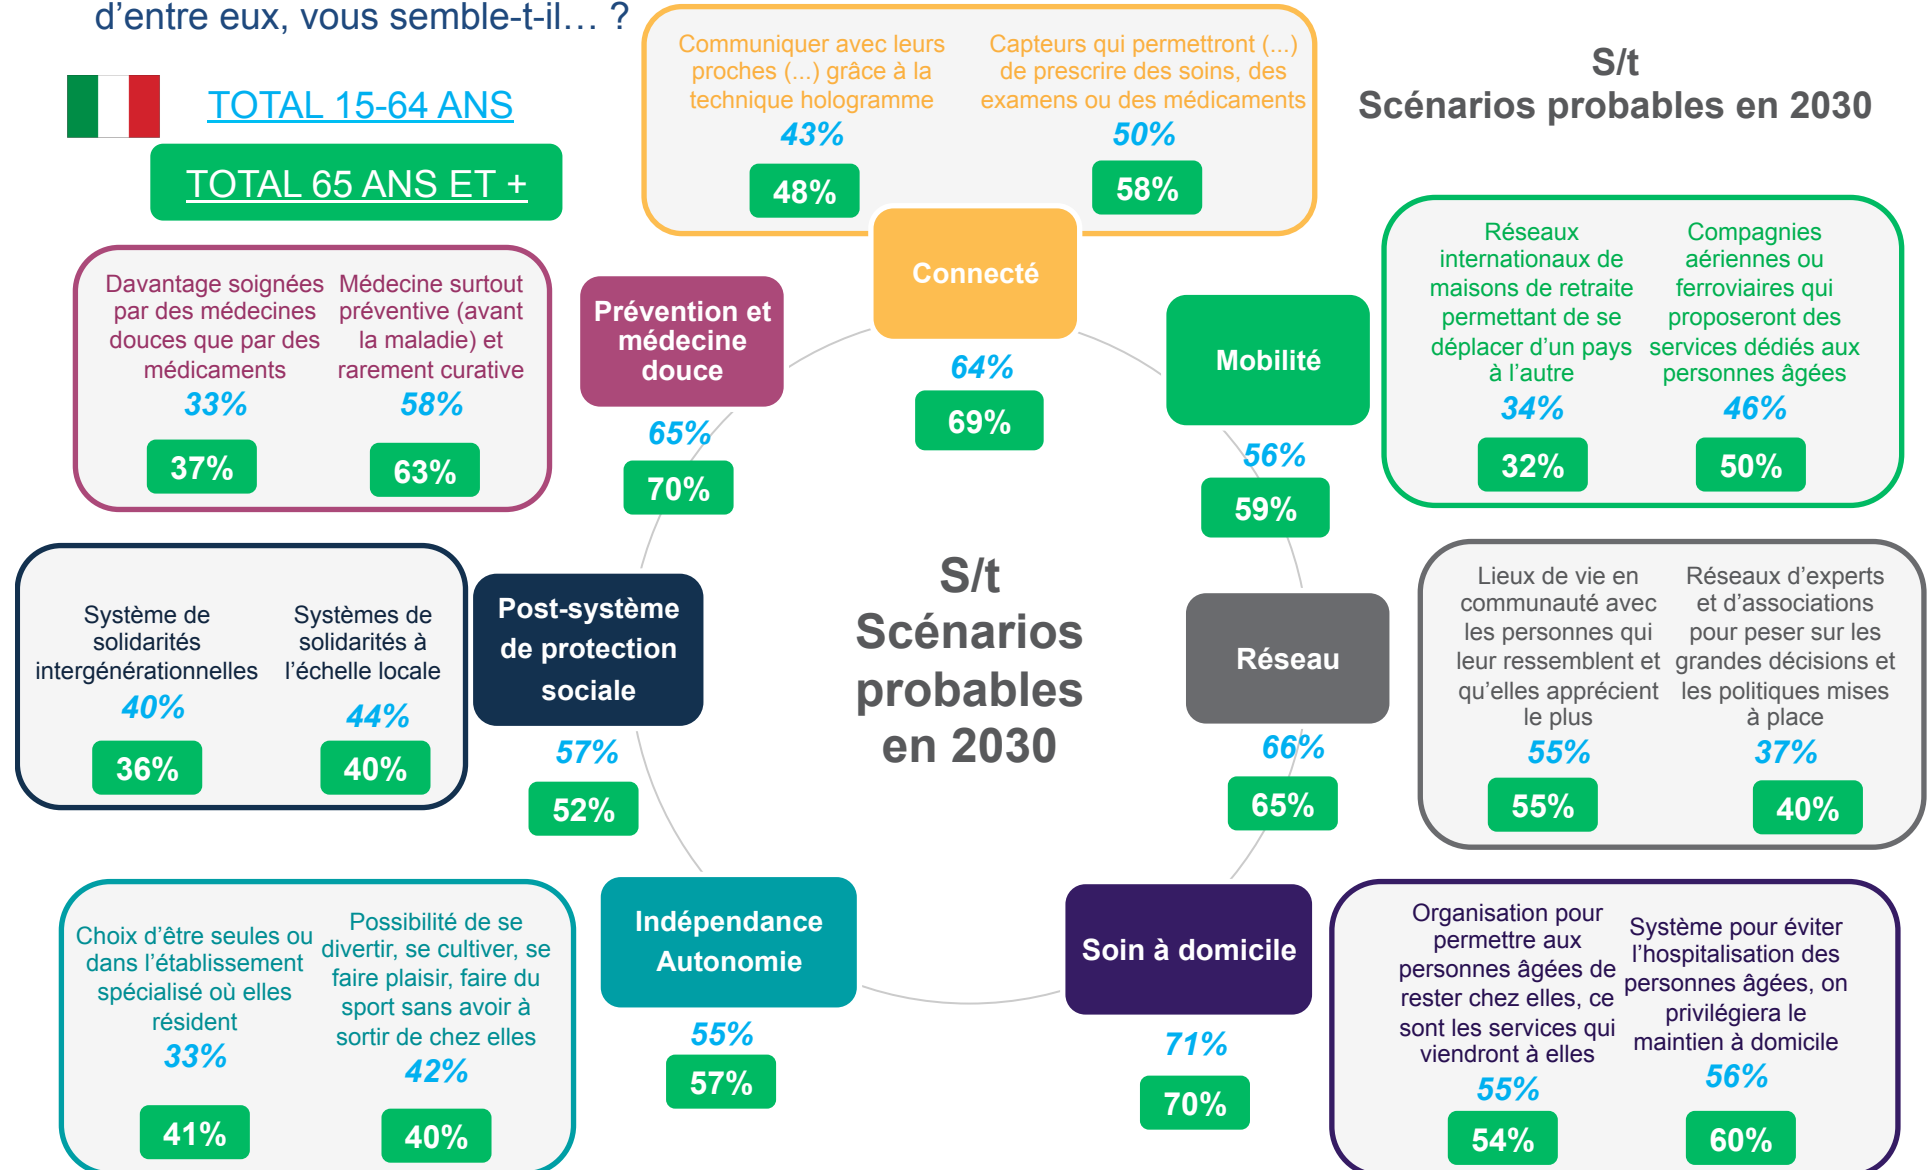 d’entre eux, vous semble-t-il… ?
TOTAL 15-64 ANS
TOTAL 65 ANS ET +
S/t
Scénarios probables en 2030
Communiquer avec leurs
proches (...) grâce à la
technique hologramme
43%
48%
Capteurs qui permettront (...)
de prescrire des soins, des
examens ou des médicaments
50%
58%
Connecté
64%
69%
Davantage soignées
par des médecines
douces que par des
médicaments
33%
37%
Médecine surtout
préventive (avant
la maladie) et
rarement curative
58%
63%
Prévention et
médecine
douce
65%
70%
Mobilité
56%
59%
Réseaux
internationaux de
maisons de retraite
permettant de se
déplacer d’un pays
à l’autre
34%
32%
Compagnies
aériennes ou
ferroviaires qui
proposeront des
services dédiés aux
personnes âgées
46%
50%
Système de
solidarités
intergénérationnelles
40%
36%
Systèmes de
solidarités à
l’échelle locale
44%
40%
Post-système
de protection
sociale
57%
52%
S/t
Scénarios
probables
en 2030
Réseau
66%
65%
Lieux de vie en
communauté avec
les personnes qui
leur ressemblent et
qu’elles apprécient
le plus
55%
55%
Réseaux d’experts
et d’associations
pour peser sur les
grandes décisions et
les politiques mises
à place
37%
40%
Choix d’être seules ou
dans l’établissement
spécialisé où elles
résident
33%
41%
Possibilité de se
divertir, se cultiver, se
faire plaisir, faire du
sport sans avoir à
sortir de chez elles
42%
40%
Indépendance
Autonomie
55%
57%
Soin à domicile
71%
70%
Organisation pour
permettre aux
personnes âgées de
rester chez elles, ce
sont les services qui
viendront à elles
55%
54%
Système pour éviter
l’hospitalisation des
personnes âgées, on
privilégiera le
maintien à domicile
56%
60%